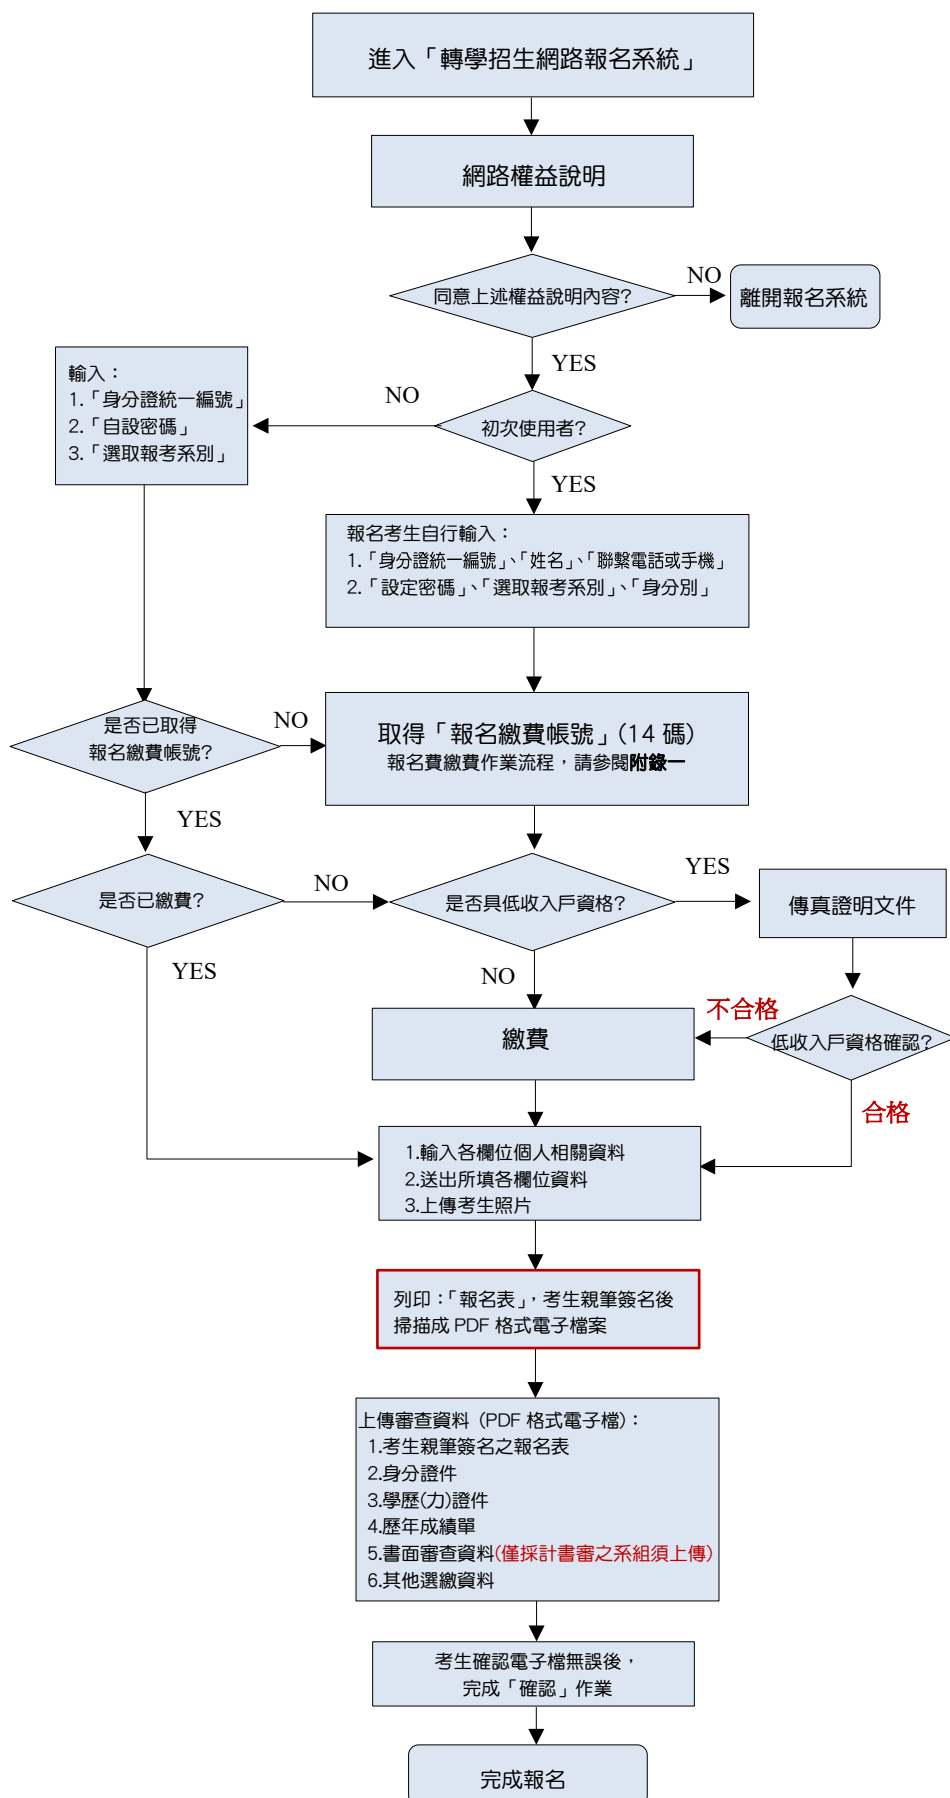 進入「轉學招生網路報名系統」
網路權益說明
同意上述權益說明內容?
NO
離開報名系統
YES
初次使用者?
NO
輸入：
1.「身分證統一編號」
2.「自設密碼」
3.「選取報考系別」
YES
報名考生自行輸入：
1.「身分證統一編號」、「姓名」、「聯繫電話或手機」
2.「設定密碼」、「選取報考系別」、「身分別」
是否已取得
報名繳費帳號?
NO
取得「報名繳費帳號」(14 碼)
報名費繳費作業流程，請參閱附錄一
YES
是否已繳費?
NO
是否具低收入戶資格?
YES
傳真證明文件
YES
NO
不合格
低收入戶資格確認?
繳費
合格
1.輸入各欄位個人相關資料
2.送出所填各欄位資料
3.上傳考生照片
列印：「報名表」，考生親筆簽名後
掃描成 PDF 格式電子檔案
上傳審查資料 (PDF 格式電子檔)：
1.考生親筆簽名之報名表
2.身分證件
3.學歷(力)證件
4.歷年成績單
5.書面審查資料(僅採計書審之系組須上傳)
6.其他選繳資料
考生確認電子檔無誤後，
完成「確認」作業
完成報名